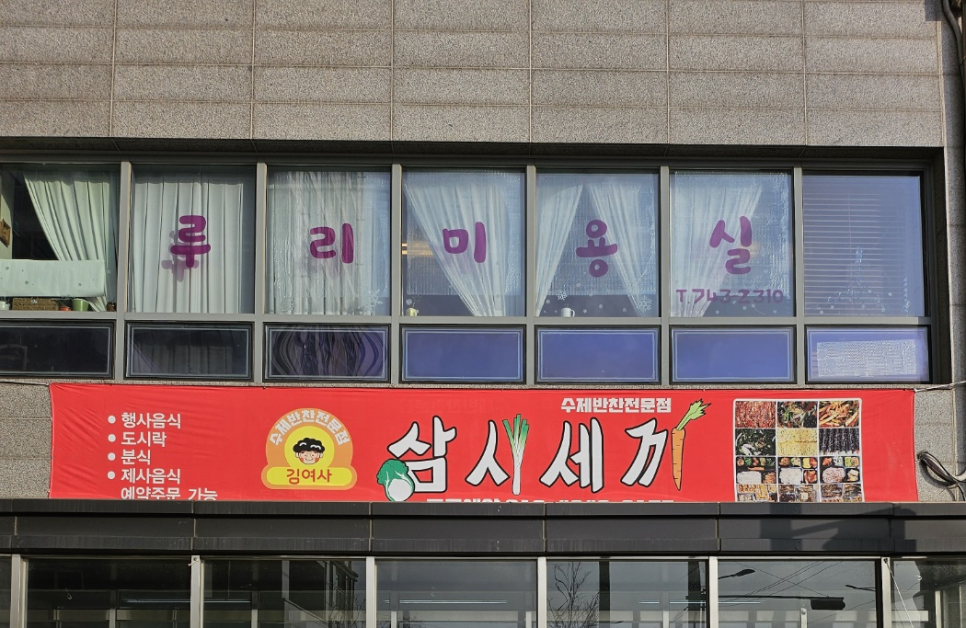 루리미용실
T.743-2310
수제반찬전문점
행사음식
도시락
분식
제사음식
예약주문 가능
수제반찬전문점
김여사
삼시세끼